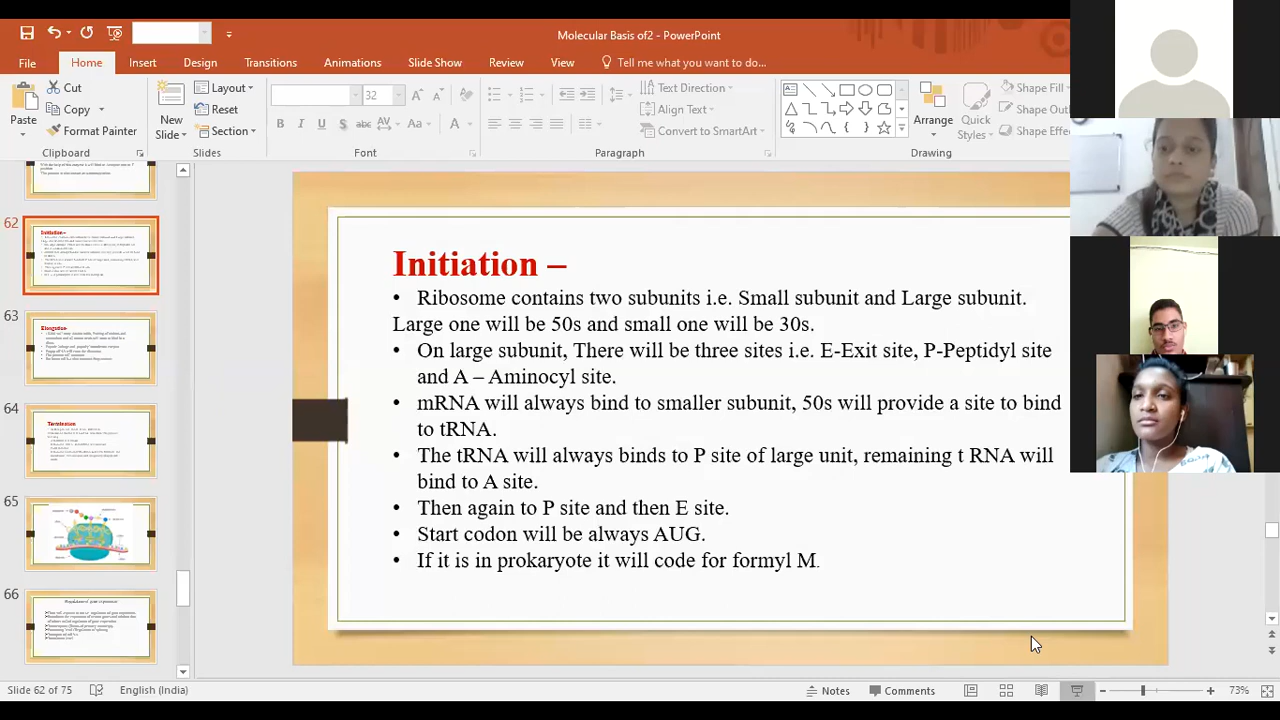 Molecular Basis of2 - PowerPoint
File Home Insert Design Transitions Animations Slide Show Review View Tell me what you want to do...
Paste
Cut
Copy
Format Painter
Clipboard
New
Slide
Layout
Reset
Section
Slides
32
B I U S abc AV Aa A
Font
Text Direction
Align Text
Convert to SmartArt
Paragraph
Arrange
Quick
Styles
Shape Fill
Shape Out
Shape Effe
Drawing
62
Initiation –
63
Elongation-
64
Termination
65
66
Initiation –
• Ribosome contains two subunits i.e. Small subunit and Large subunit.
Large one will be 50s and small one will be 30s.
• On large subunit, There will be three sites i.e. E-Exit site, P-Peptidyl site
and A – Aminocyl site.
• mRNA will always bind to smaller subunit, 50s will provide a site to bind
to tRNA
• The tRNA will always binds to P site of large unit, remaining t RNA will
bind to A site.
• Then again to P site and then E site.
• Start codon will be always AUG.
• If it is in prokaryote it will code for formyl M.
Slide 62 of 75 English (India) Notes Comments 73%